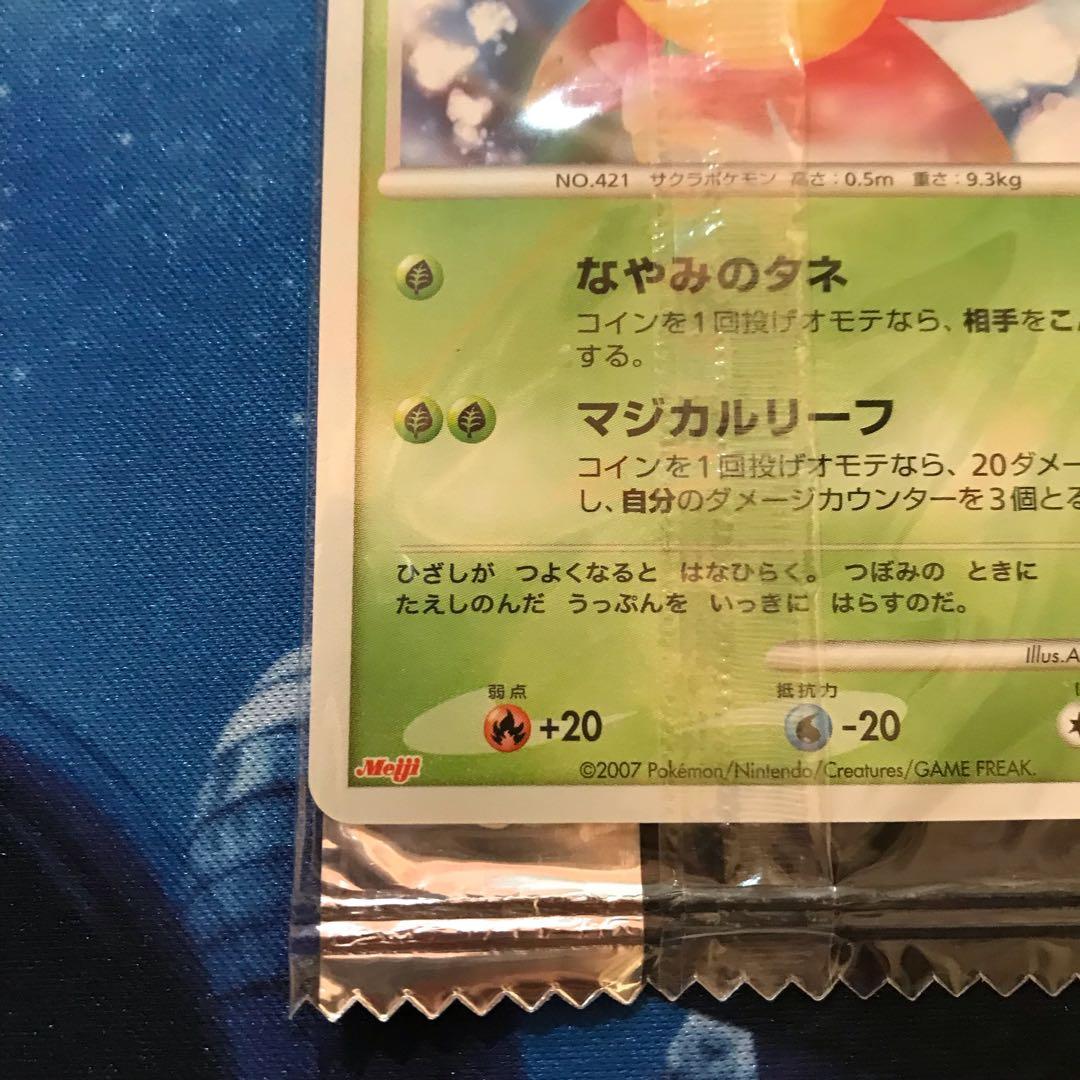 NO.421 サクラポケモン 高さ:0.5m 重さ:9.3kg
なやみのタネ
コインを1回投げオモテなら、相手をこ
する。
マジカルリーフ
コインを1回投げオモテなら、20ダメー
し、自分のダメージカウンターを3個とる
ひざしが つよくなると はなひらく。 つぼみの ときに
たえしのんだ うっぷんを いっきに はらすのだ。
Illus.A
弱点 抵抗力
+20 -20
Meiji ©2007 Pokémon/Nintendo/Creatures/GAME FREAK.